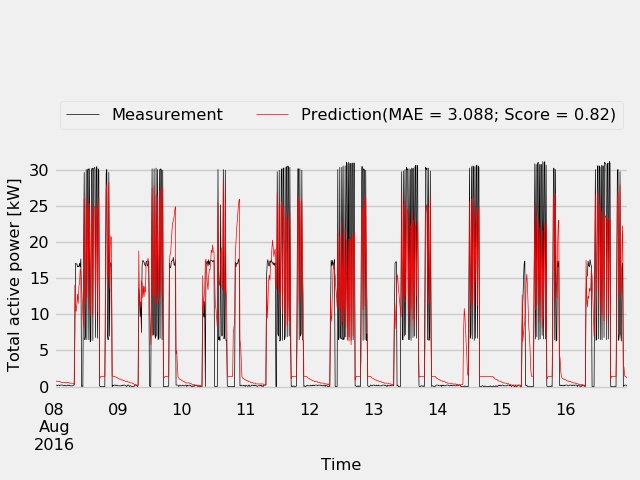 Measurement Prediction(MAE = 3.088; Score = 0.82)
Total active power [kW]
30
25
20
15
10
5
0
08 09 10 11 12 13 14 15 16
Aug
2016
Time